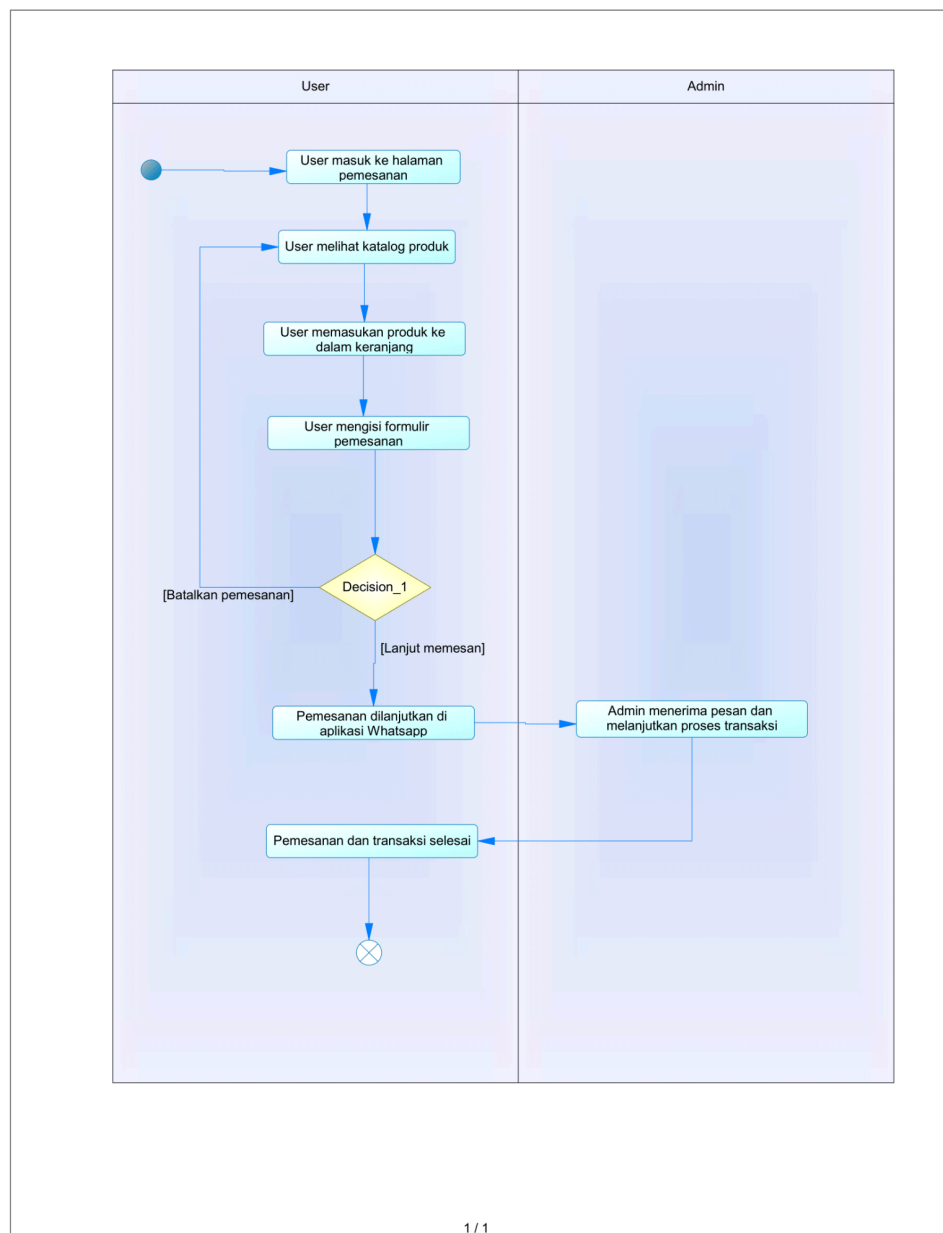 User
Admin
User masuk ke halaman
pemesanan
User melihat katalog produk
User memasukan produk ke
dalam keranjang
User mengisi formulir
pemesanan
Decision_1
[Batalkan pemesanan]
[Lanjut memesan]
Pemesanan dilanjutkan di
aplikasi Whatsapp
Admin menerima pesan dan
melanjutkan proses transaksi
Pemesanan dan transaksi selesai
1 / 1